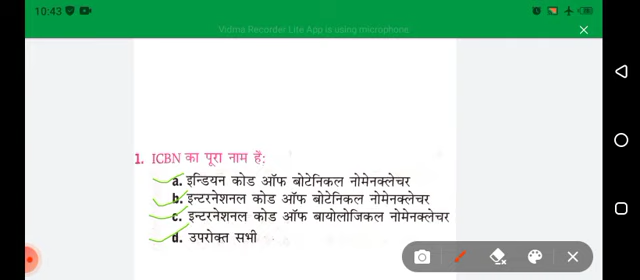 10:43
Vidma Recorder Lite App is using microphone
1. ICBN का पूरा नाम हैं:
a. इन्डियन कोड ऑफ बोटेनिकल नोमेनक्लेचर
b. इन्टरनेशनल कोड ऑफ बोटेनिकल नोमेनक्लेचर
c. इन्टरनेशनल कोड ऑफ बायोलोजिकल नोमेनक्लेचर
d. उपरोक्त सभी